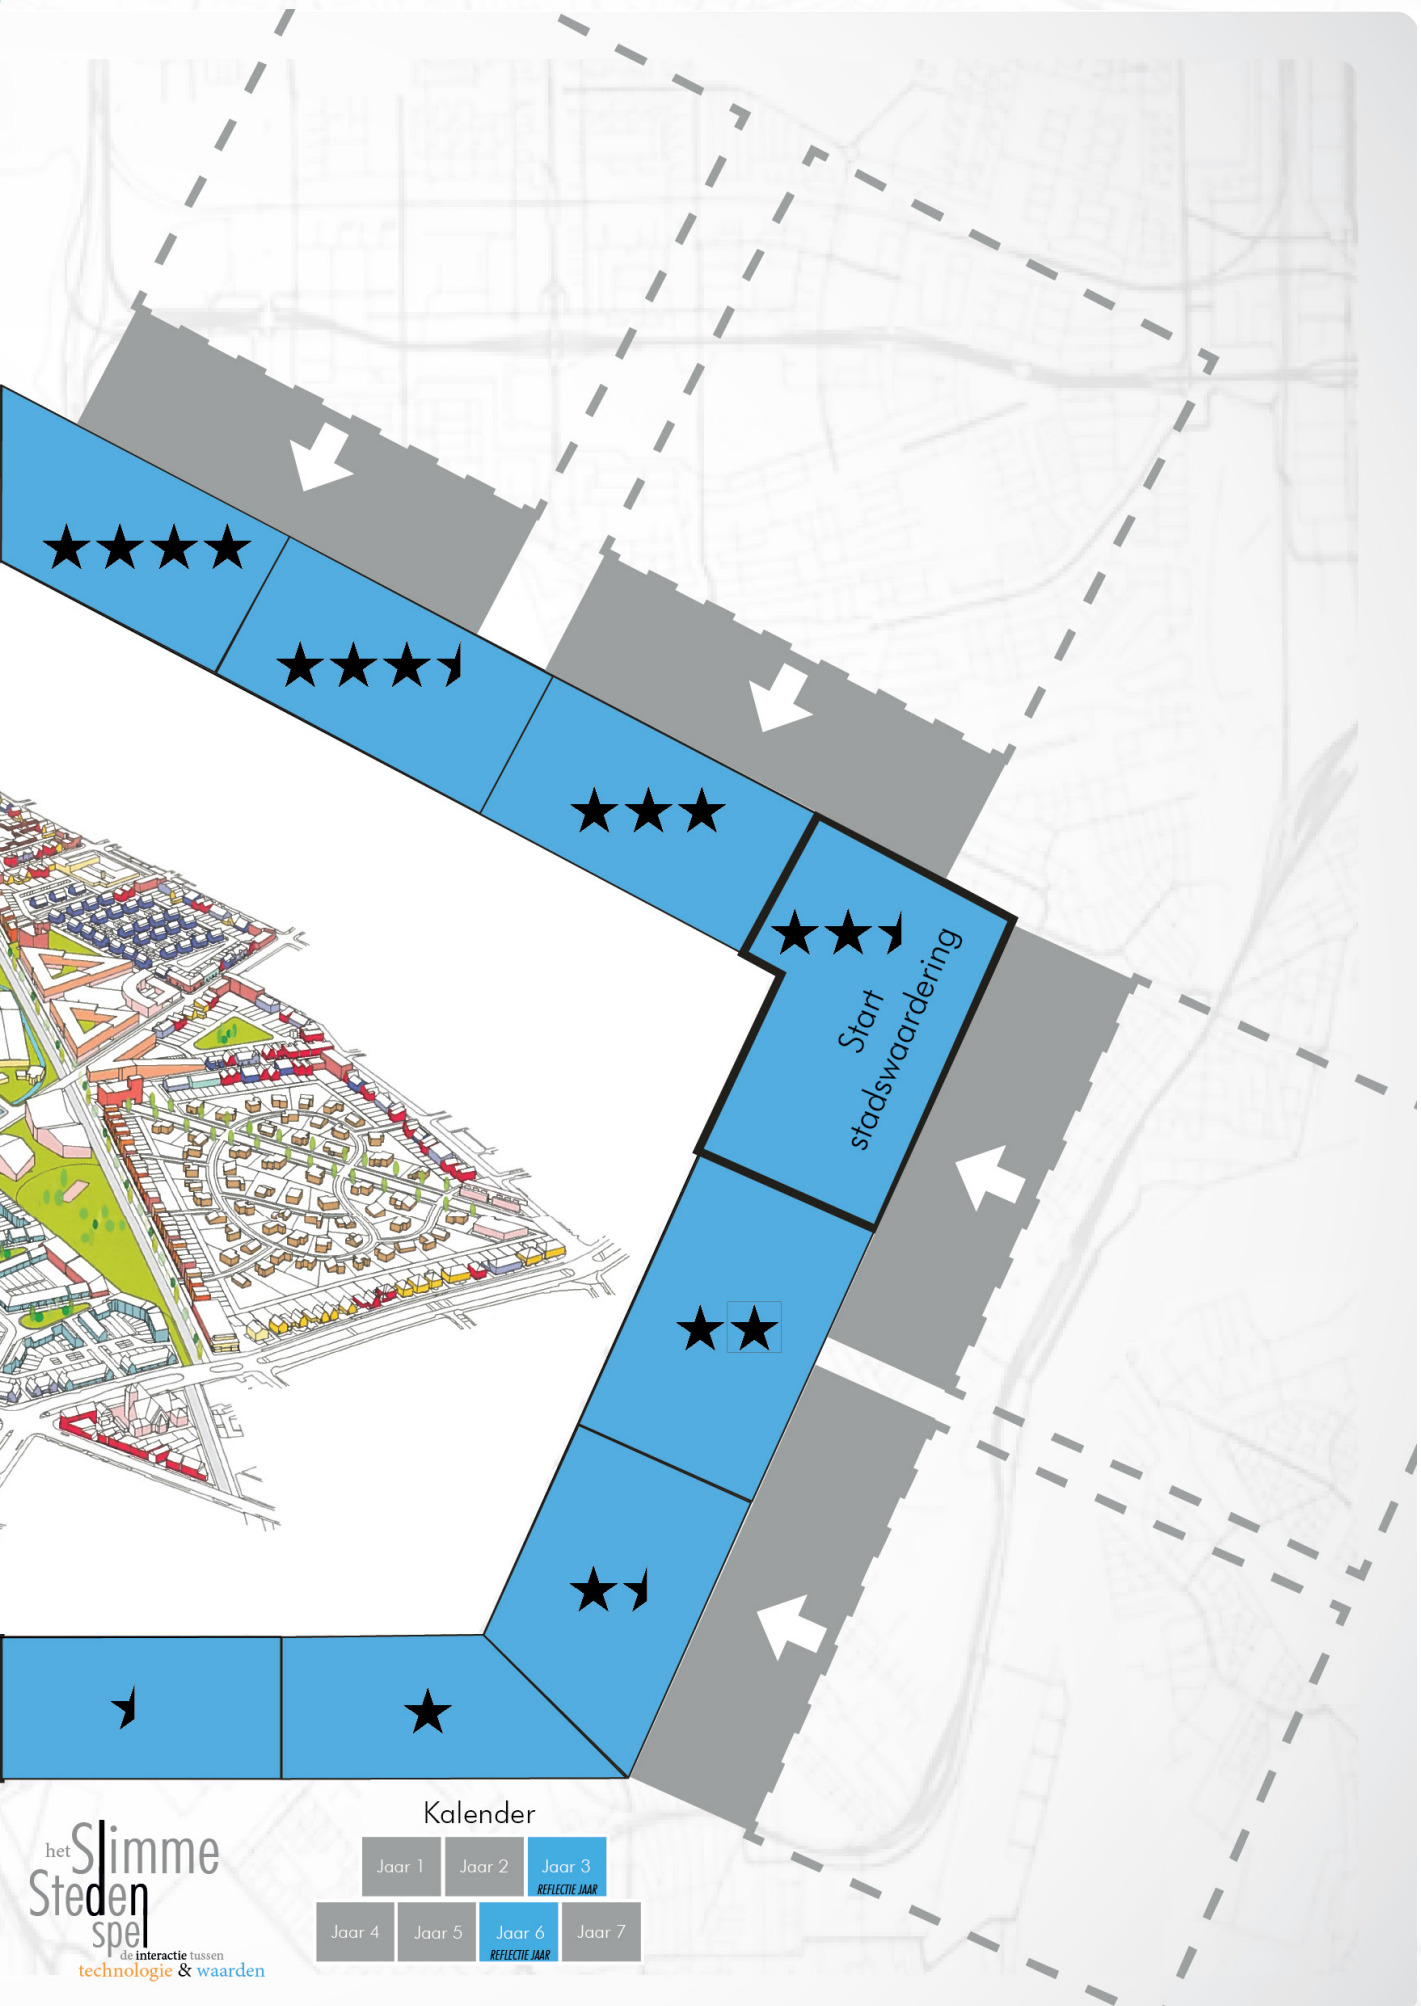 Start
stadswaardering
Kalender
Jaar 1
Jaar 2
Jaar 3
REFLECTIE JAAR
Jaar 4
Jaar 5
Jaar 6
REFLECTIE JAAR
Jaar 7
het Slimme
Steden
spel
de interactie tussen
technologie & waarden